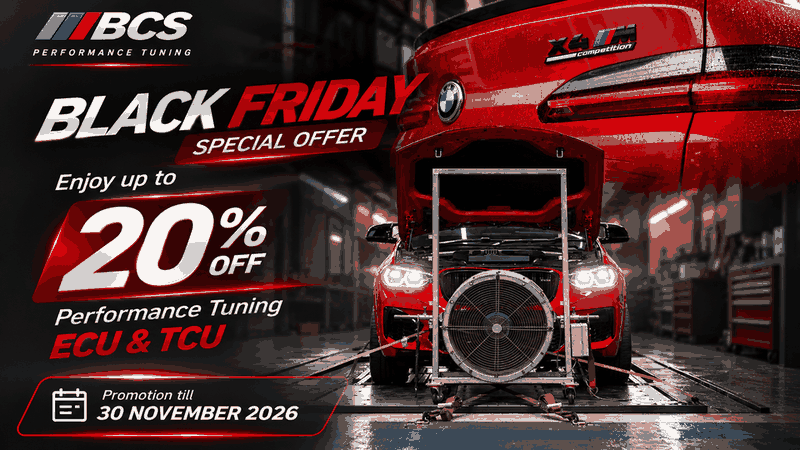 BCS
PERFORMANCE TUNING
BLACK FRIDAY
SPECIAL OFFER
Enjoy up to
20% OFF
Performance Tuning
ECU & TCU
Promotion till
30 NOVEMBER 2026
X4 M
competition